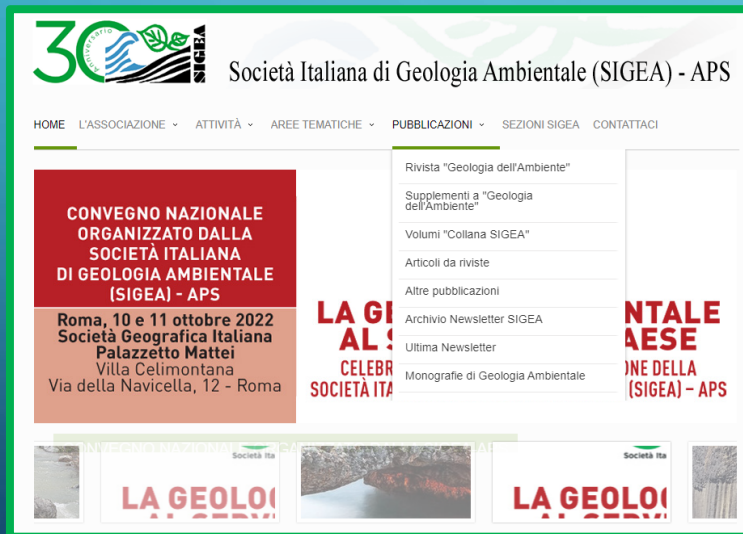 30
Anniversario
SIGEA
Società Italiana di Geologia Ambientale (SIGEA) - APS
HOME L'ASSOCIAZIONE ATTIVITÀ AREE TEMATICHE PUBBLICAZIONI SEZIONI SIGEA CONTATTACI
Rivista "Geologia dell'Ambiente"
Supplementi a "Geologia
dell'Ambiente"
Volumi "Collana SIGEA"
Articoli da riviste
Altre pubblicazioni
Archivio Newsletter SIGEA
Ultima Newsletter
Monografie di Geologia Ambientale
CONVEGNO NAZIONALE
ORGANIZZATO DALLA
SOCIETÀ ITALIANA
DI GEOLOGIA AMBIENTALE
(SIGEA) - APS
Roma, 10 e 11 ottobre 2022
Società Geografica Italiana
Palazzetto Mattei
Villa Celimontana
Via della Navicella, 12 - Roma
LA GE NTALE
AL S AESE
CELEBR ONE DELLA
SOCIETÀ ITA (SIGEA) – APS
CONVEGNO NAZIONALE
Società Ita
LA GEOLO
Società Ita
LA GEOLO